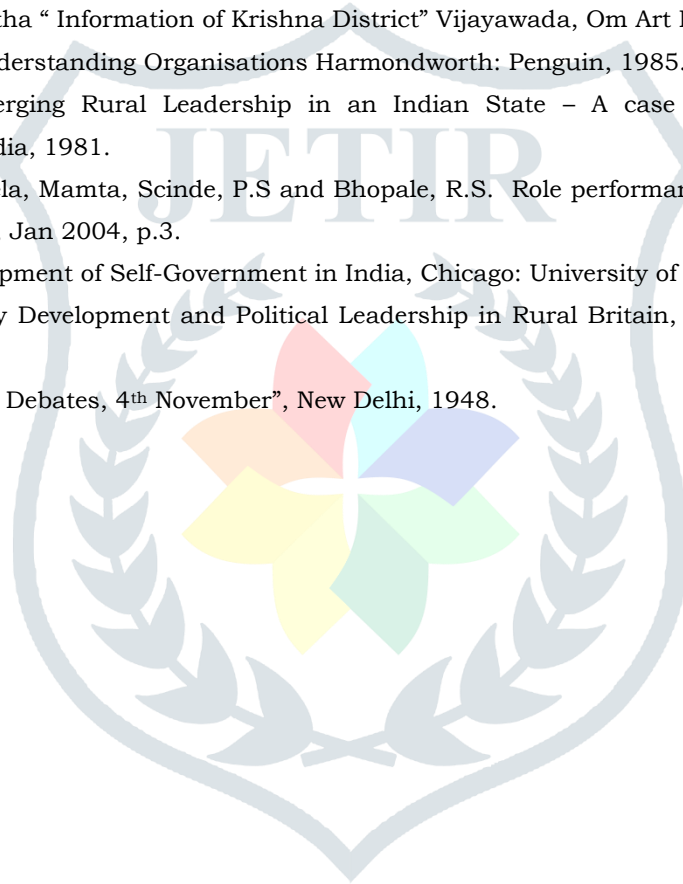 tha “ Information of Krishna District” Vijayawada, Om Art
derstanding Organisations Harmondworth: Penguin, 1985.
erging Rural Leadership in an Indian State – A case
dia, 1981.
ela, Mamta, Scinde, P.S and Bhopale, R.S. Role performan
Jan 2004, p.3.
opment of Self-Government in India, Chicago: University of
y Development and Political Leadership in Rural Britain,
Debates, 4th November”, New Delhi, 1948.
JETIR